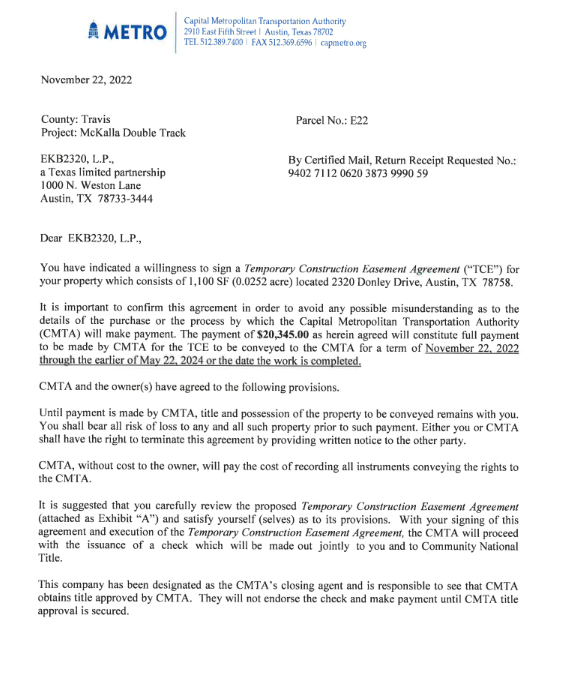 METRO
Capital Metropolitan Transportation Authority
2910 East Fifth Street | Austin, Texas 78702
TEL 512.389.7400 | FAX 512.369.6596 | capmetro.org
November 22, 2022
County: Travis
Project: McKalla Double Track
Parcel No.: E22
EKB2320, L.P.,
a Texas limited partnership
1000 N. Weston Lane
Austin, TX 78733-3444
By Certified Mail, Return Receipt Requested No.:
9402 7112 0620 3873 9990 59
Dear EKB2320, L.P.,
You have indicated a willingness to sign a Temporary Construction Easement Agreement (“TCE”) for
your property which consists of 1,100 SF (0.0252 acre) located 2320 Donley Drive, Austin, TX 78758.
It is important to confirm this agreement in order to avoid any possible misunderstanding as to the
details of the purchase or the process by which the Capital Metropolitan Transportation Authority
(CMTA) will make payment. The payment of $20,345.00 as herein agreed will constitute full payment
to be made by CMTA for the TCE to be conveyed to the CMTA for a term of November 22, 2022
through the earlier of May 22, 2024 or the date the work is completed.
CMTA and the owner(s) have agreed to the following provisions.
Until payment is made by CMTA, title and possession of the property to be conveyed remains with you.
You shall bear all risk of loss to any and all such property prior to such payment. Either you or CMTA
shall have the right to terminate this agreement by providing written notice to the other party.
CMTA, without cost to the owner, will pay the cost of recording all instruments conveying the rights to
the CMTA.
It is suggested that you carefully review the proposed Temporary Construction Easement Agreement
(attached as Exhibit “A”) and satisfy yourself (selves) as to its provisions. With your signing of this
agreement and execution of the Temporary Construction Easement Agreement, the CMTA will proceed
with the issuance of a check which will be made out jointly to you and to Community National
Title.
This company has been designated as the CMTA’s closing agent and is responsible to see that CMTA
obtains title approved by CMTA. They will not endorse the check and make payment until CMTA title
approval is secured.